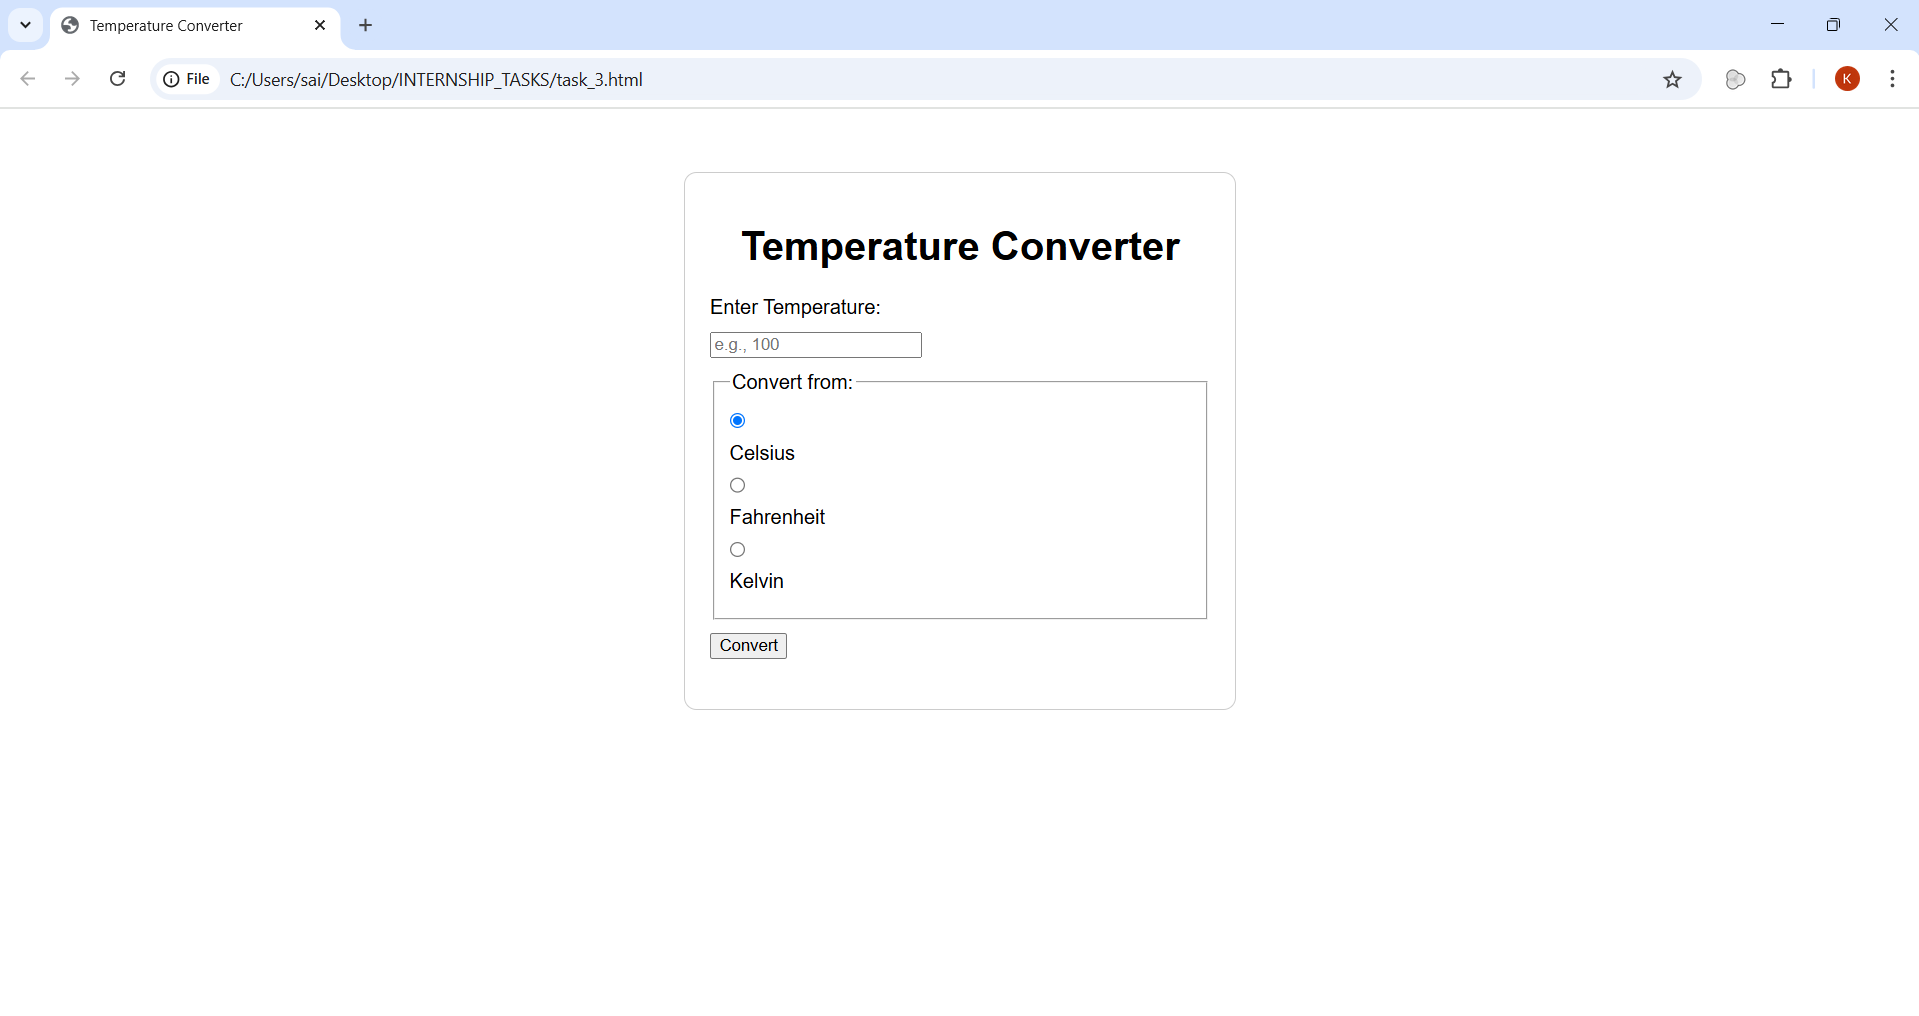 Temperature Converter
File
C:/Users/sai/Desktop/INTERNSHIP_TASKS/task_3.html
K
Temperature Converter
Enter Temperature:
e.g., 100
Convert from:
Celsius
Fahrenheit
Kelvin
Convert